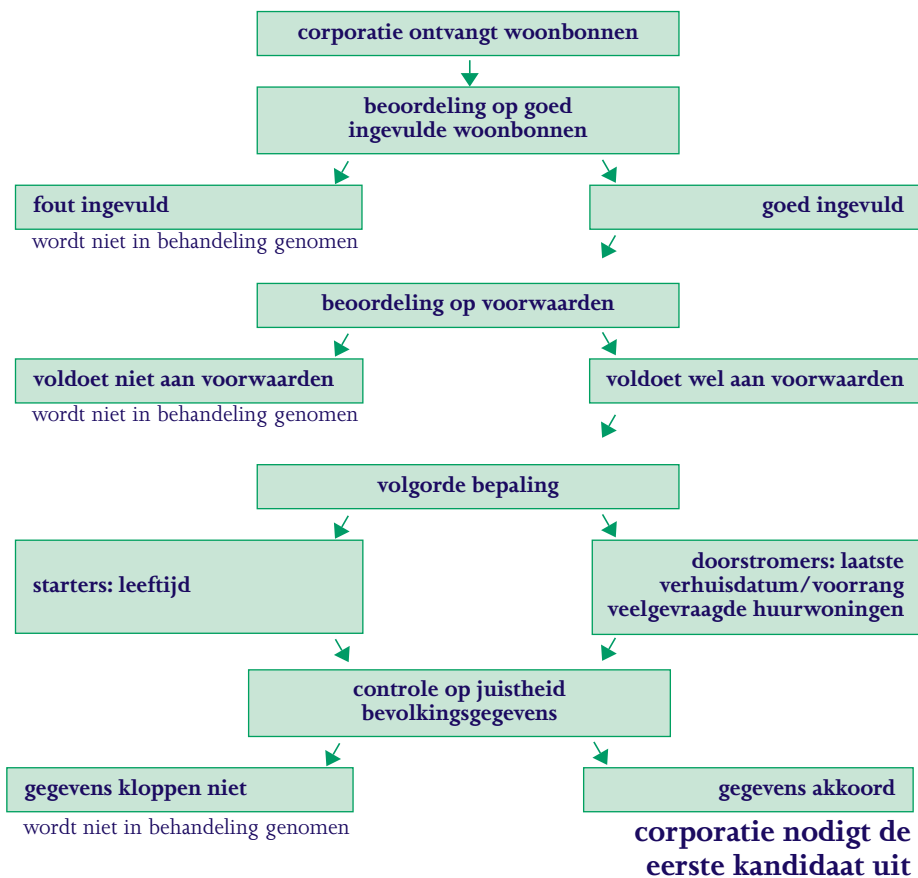 corporatie ontvangt woonbonnen
beoordeling op goed
ingevulde woonbonnen
fout ingevuld
wordt niet in behandeling genomen
goed ingevuld
beoordeling op voorwaarden
voldoet niet aan voorwaarden
wordt niet in behandeling genomen
voldoet wel aan voorwaarden
volgorde bepaling
starters: leeftijd
doorstromers: laatste
verhuisdatum/voorrang
veelgevraagde huurwoningen
controle op juistheid
bevolkingsgegevens
gegevens kloppen niet
wordt niet in behandeling genomen
gegevens akkoord
corporatie nodigt de
eerste kandidaat uit